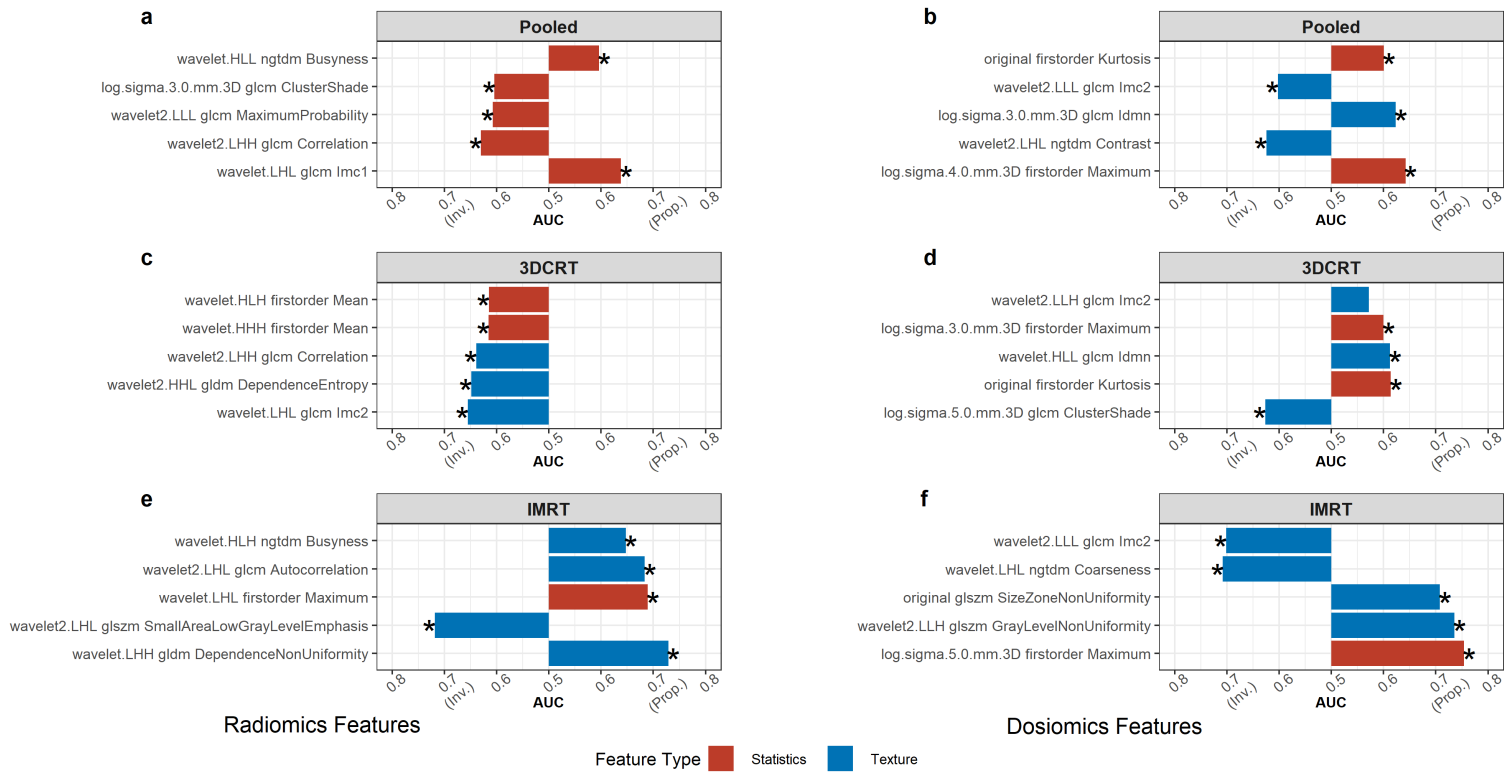 a
Pooled
wavelet.HLL ngtdm Busyness
*
log.sigma.3.0.mm.3D glcm ClusterShade
*
wavelet2.LLL glcm MaximumProbability
*
wavelet2.LHH glcm Correlation
*
wavelet.LHL glcm Imc1
*
0.8 0.7 (Inv.) 0.6 0.5 0.6 0.7 (Prop.) 0.8
AUC
b
Pooled
original firstorder Kurtosis
*
wavelet2.LLL glcm Imc2
*
log.sigma.3.0.mm.3D glcm Idmn
*
wavelet2.LHL ngtdm Contrast
*
log.sigma.4.0.mm.3D firstorder Maximum
*
0.8 0.7 (Inv.) 0.6 0.5 0.6 0.7 (Prop.) 0.8
AUC
c
3DCRT
wavelet.HLH firstorder Mean
*
wavelet.HHH firstorder Mean
*
wavelet2.LHH glcm Correlation
*
wavelet2.HHL gldm DependenceEntropy
*
wavelet.LHL glcm Imc2
*
0.8 0.7 (Inv.) 0.6 0.5 0.6 0.7 (Prop.) 0.8
AUC
d
3DCRT
wavelet2.LLH glcm Imc2
log.sigma.3.0.mm.3D firstorder Maximum
*
wavelet.HLL glcm Idmn
*
original firstorder Kurtosis
*
log.sigma.5.0.mm.3D glcm ClusterShade
*
0.8 0.7 (Inv.) 0.6 0.5 0.6 0.7 (Prop.) 0.8
AUC
e
IMRT
wavelet.HLH ngtdm Busyness
*
wavelet2.LHL glcm Autocorrelation
*
wavelet.LHL firstorder Maximum
*
wavelet2.LHL glszm SmallAreaLowGrayLevelEmphasis
*
wavelet.LHH gldm DependenceNonUniformity
*
0.8 0.7 (Inv.) 0.6 0.5 0.6 0.7 (Prop.) 0.8
AUC
Radiomics Features
f
IMRT
wavelet2.LLL glcm Imc2
*
wavelet.LHL ngtdm Coarseness
*
original glszm SizeZoneNonUniformity
*
wavelet2.LLH glszm GrayLevelNonUniformity
*
log.sigma.5.0.mm.3D firstorder Maximum
*
0.8 0.7 (Inv.) 0.6 0.5 0.6 0.7 (Prop.) 0.8
AUC
Dosiomics Features
Feature Type Statistics Texture